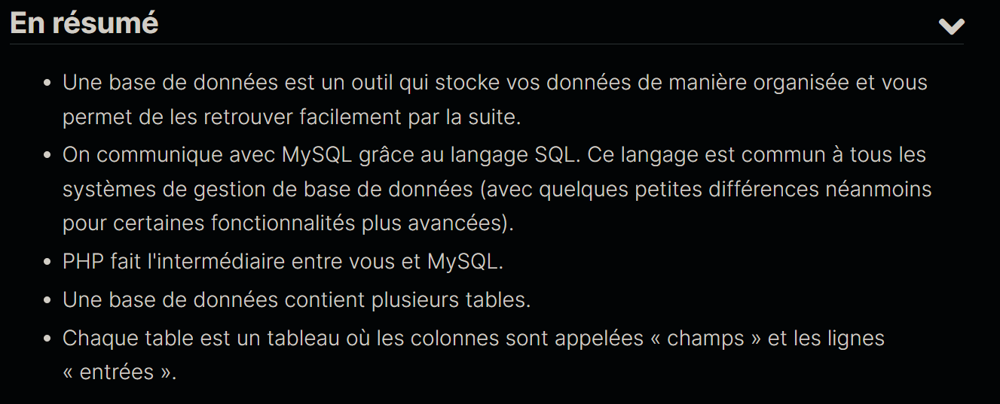 En résumé
• Une base de données est un outil qui stocke vos données de manière organisée et vous
permet de les retrouver facilement par la suite.
• On communique avec MySQL grâce au langage SQL. Ce langage est commun à tous les
systèmes de gestion de base de données (avec quelques petites différences néanmoins
pour certaines fonctionnalités plus avancées).
• PHP fait l'intermédiaire entre vous et MySQL.
• Une base de données contient plusieurs tables.
• Chaque table est un tableau où les colonnes sont appelées « champs » et les lignes
« entrées ».